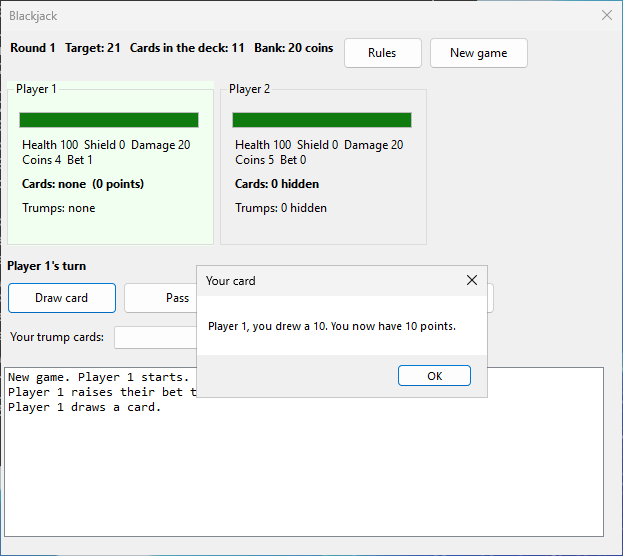 Blackjack
Round 1 Target: 21 Cards in the deck: 11 Bank: 20 coins Rules New game
Player 1
Health 100 Shield 0 Damage 20
Coins 4 Bet 1
Cards: none (0 points)
Trumps: none
Player 2
Health 100 Shield 0 Damage 20
Coins 5 Bet 0
Cards: 0 hidden
Trumps: 0 hidden
Player 1's turn
Draw card Pass
Your trump cards:
Your card
Player 1, you drew a 10. You now have 10 points.
OK
New game. Player 1 starts.
Player 1 raises their bet
Player 1 draws a card.